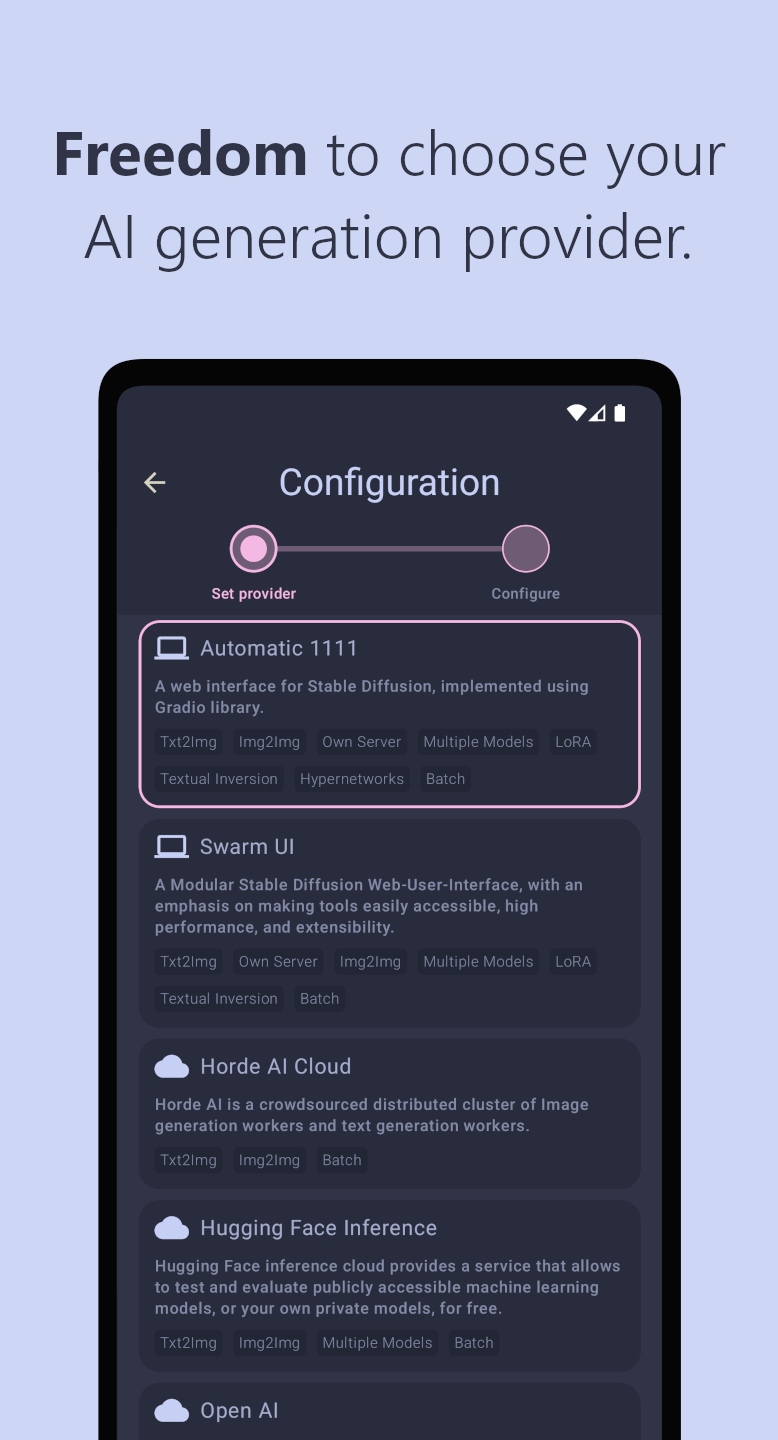 Freedom to choose your
AI generation provider.
Configuration
Set provider
Configure
Automatic 1111
A web interface for Stable Diffusion, implemented using
Gradio library.
Txt2Img Img2Img Own Server Multiple Models LoRA
Textual Inversion Hypernetworks Batch
Swarm UI
A Modular Stable Diffusion Web-User-Interface, with an
emphasis on making tools easily accessible, high
performance, and extensibility.
Txt2Img Own Server Img2Img Multiple Models LoRA
Textual Inversion Batch
Horde AI Cloud
Horde AI is a crowdsourced distributed cluster of Image
generation workers and text generation workers.
Txt2Img Img2Img Batch
Hugging Face Inference
Hugging Face inference cloud provides a service that allows
to test and evaluate publicly accessible machine learning
models, or your own private models, for free.
Txt2Img Img2Img Multiple Models Batch
Open AI